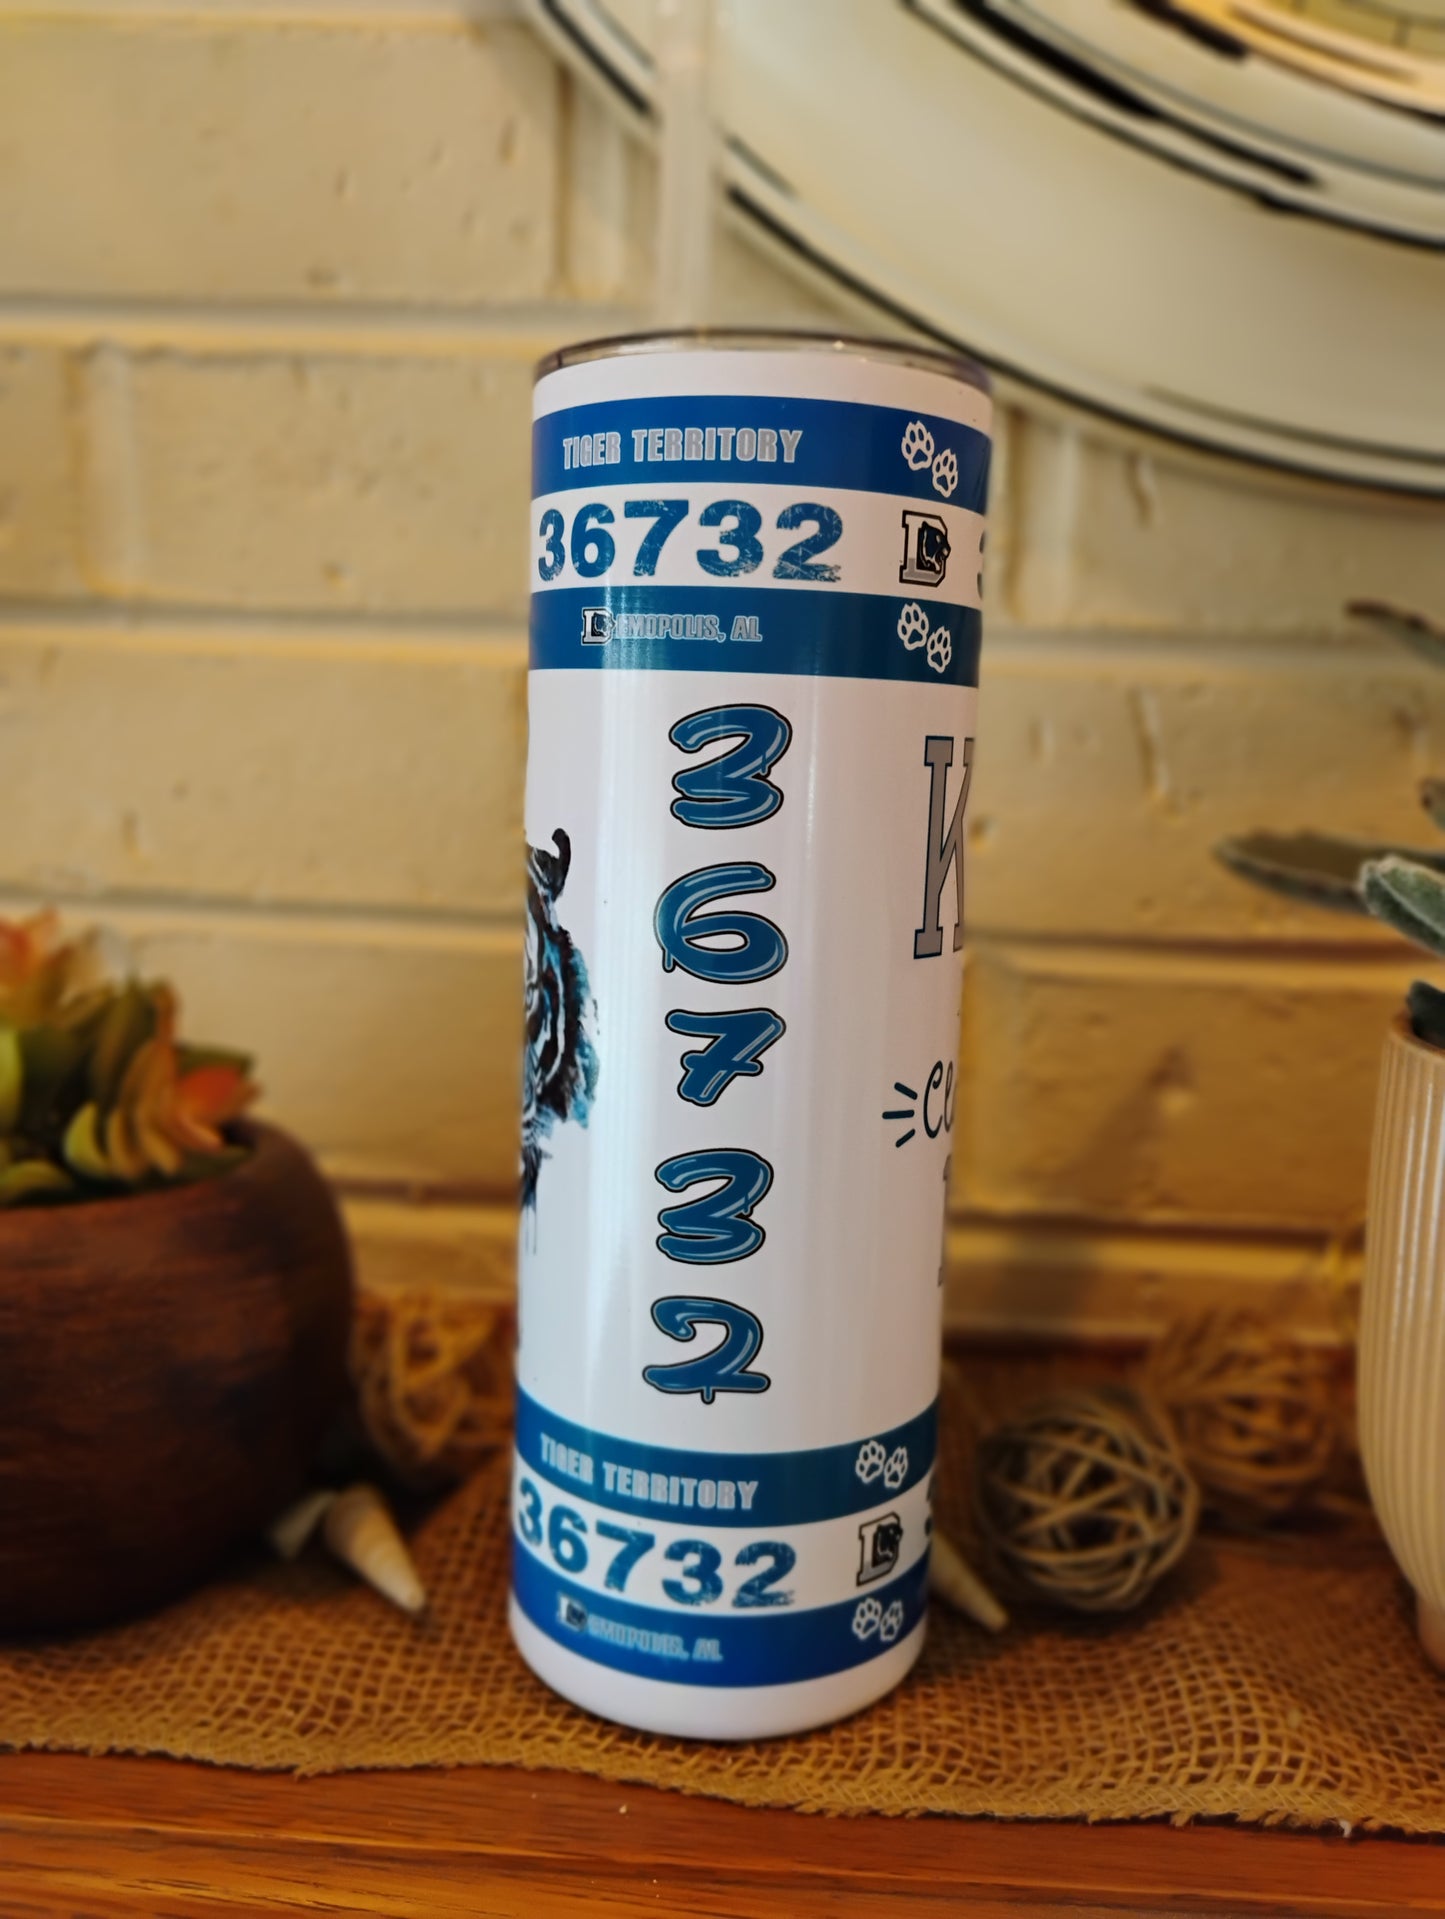 TIGER TERRITORY
36732
DEMOPOLIS, AL
3
6
7
3
2
K
TIGER TERRITORY
36732
DEMOPOLIS, AL